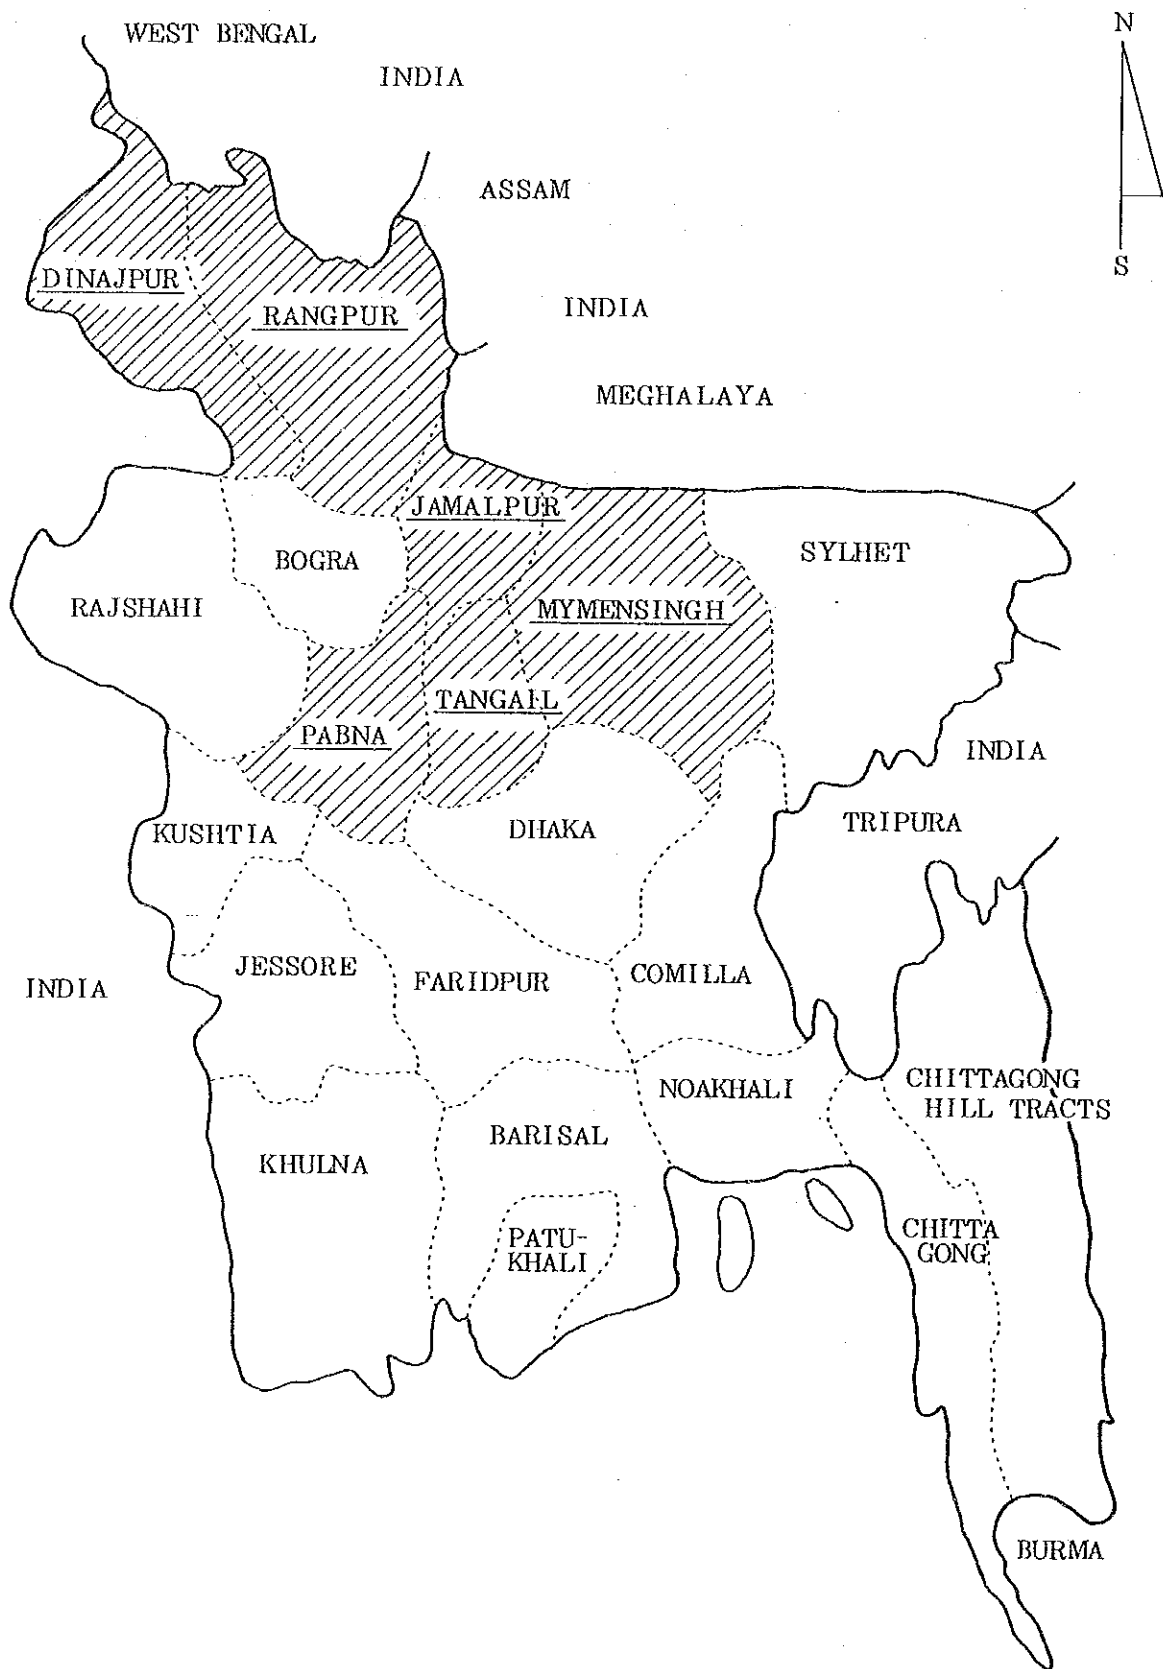 WEST BENGAL
N
INDIA
ASSAM
S
DINAJPUR
RANGPUR
INDIA
MEGHALAYA
JAMALPUR
SYLHET
BOGRA
RAJSHAHI
MYMENSINGH
TANGAIL
PABNA
INDIA
KUSHTIA
DHAKA
TRIPURA
JESSORE
FARIDPUR
COMILLA
INDIA
NOAKHALI
CHITTAGONG
HILL TRACTS
BARISAL
KHULNA
PATU-
KHALI
CHITTA
GONG
BURMA